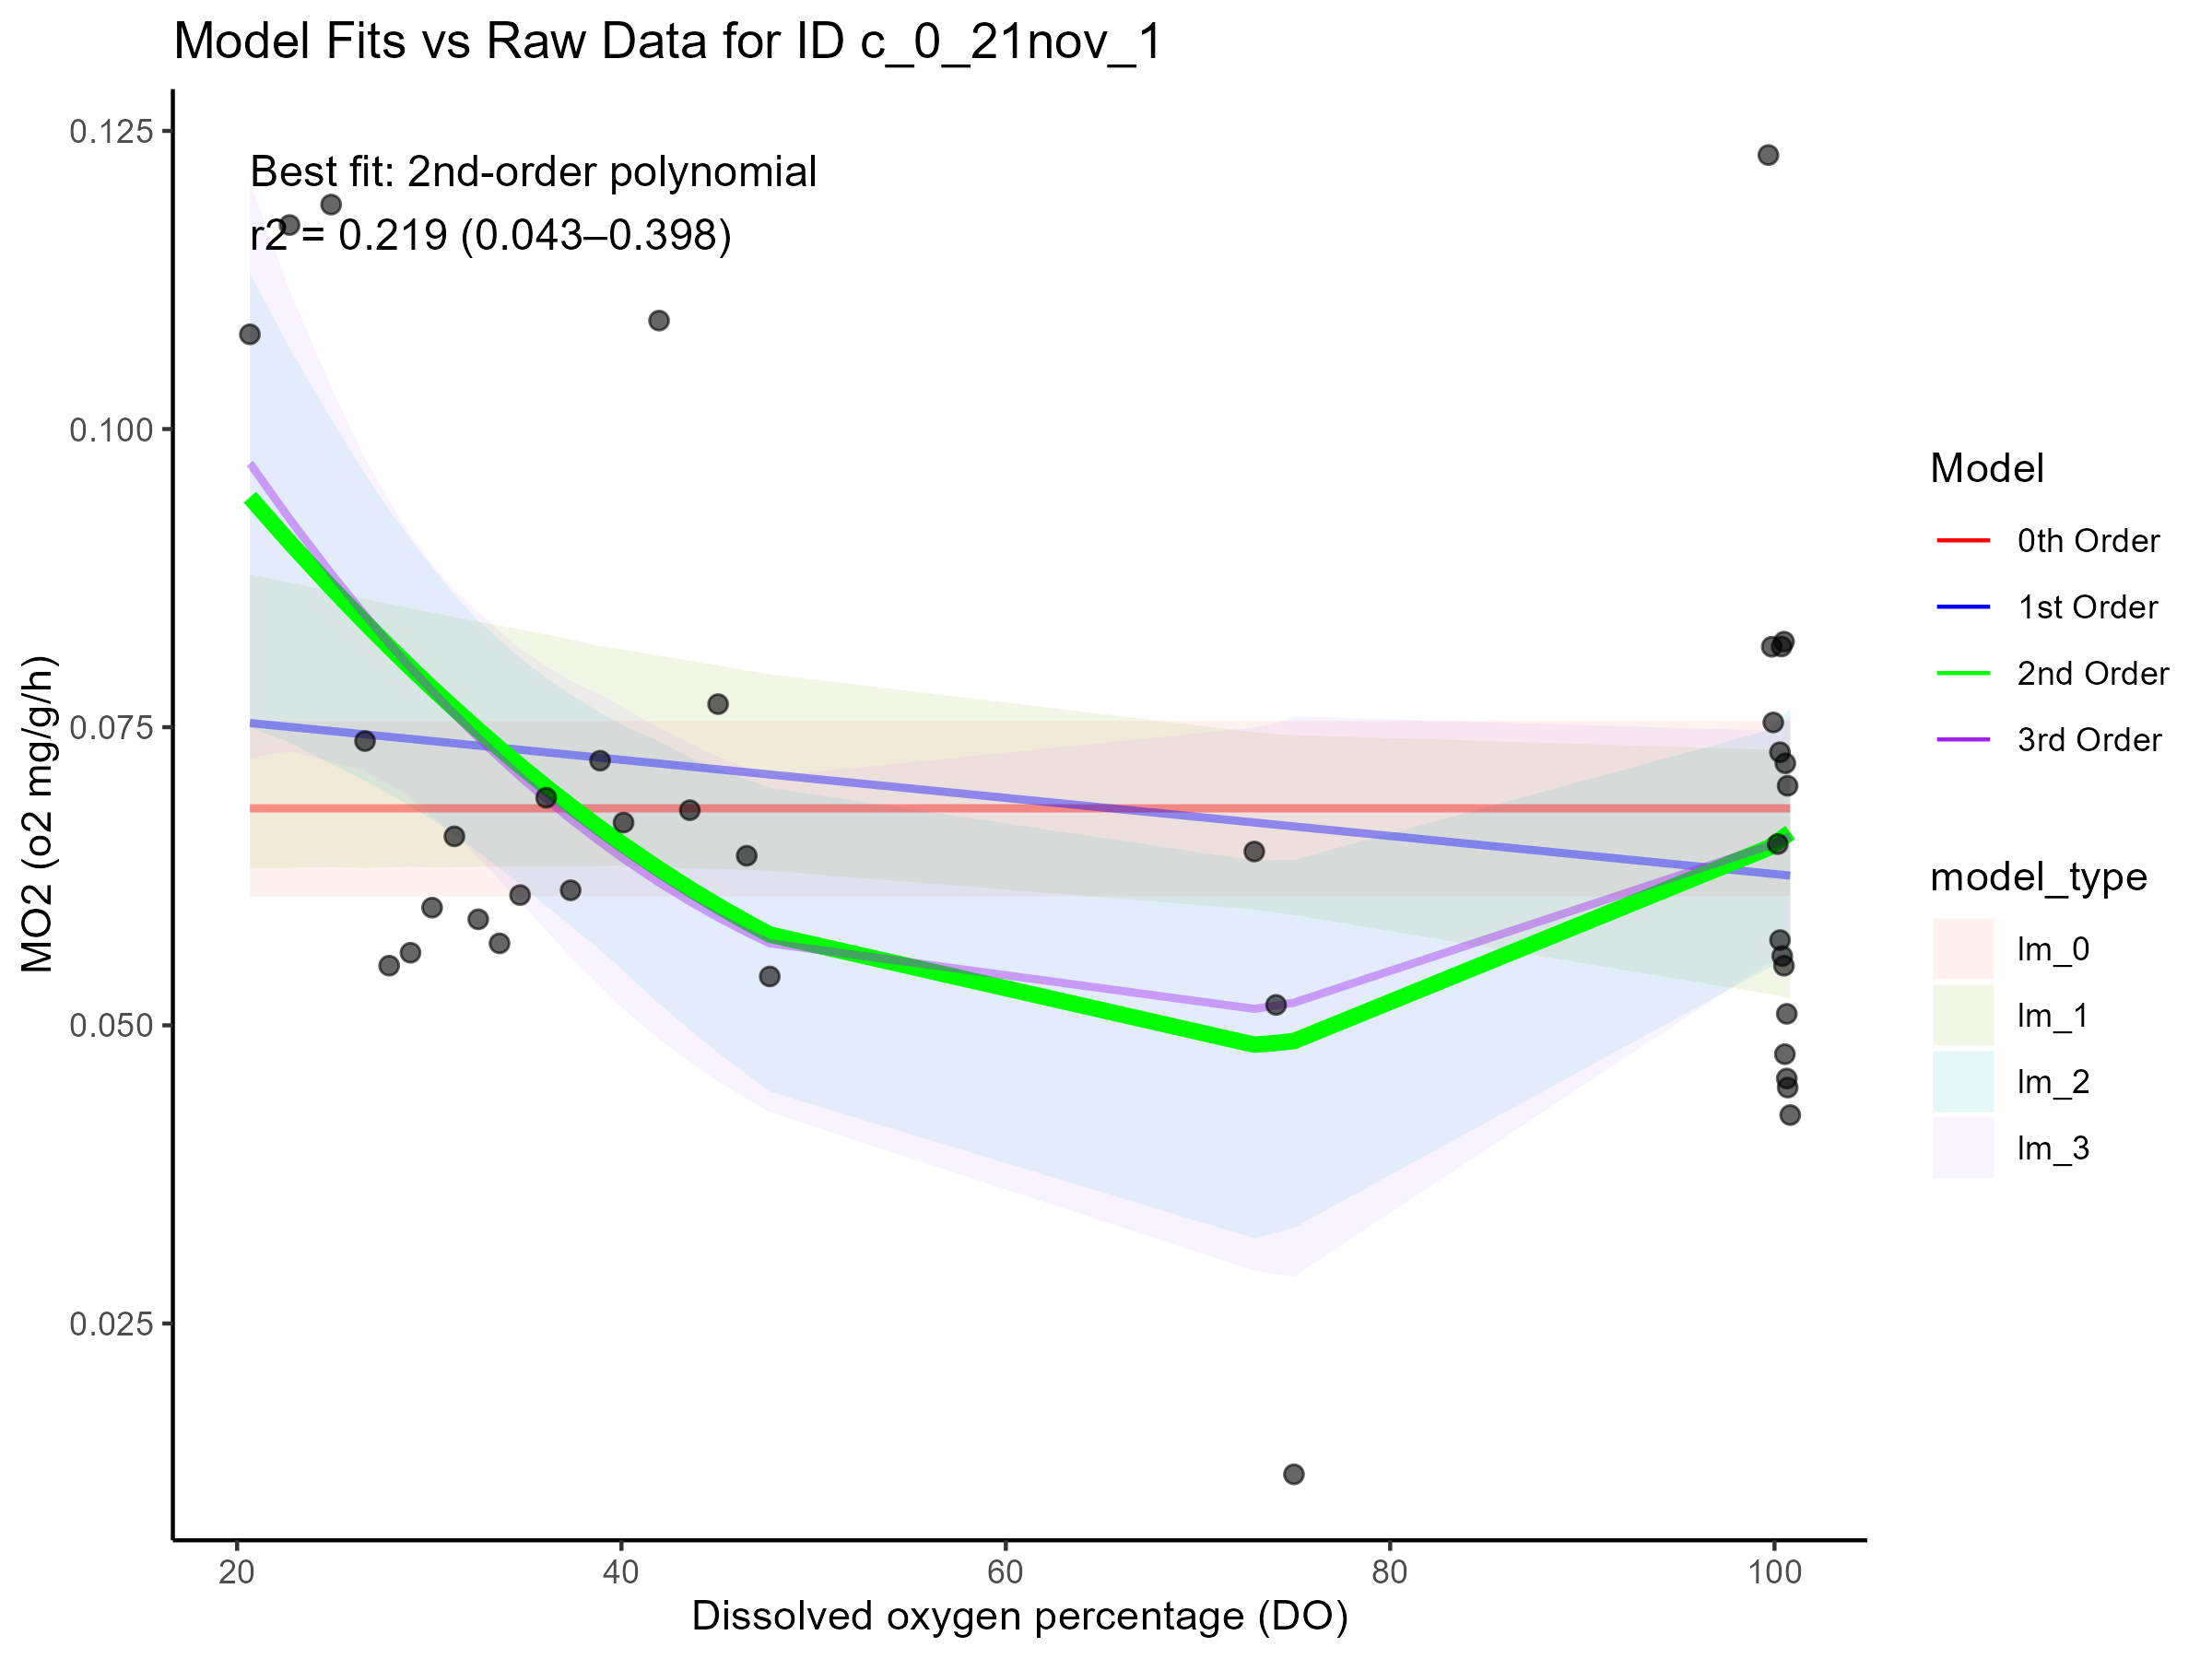 Model Fits vs Raw Data for ID c_0_21nov_1
Best fit: 2nd-order polynomial
r2 = 0.219 (0.043–0.398)
MO2 (o2 mg/g/h)
0.125
0.100
0.075
0.050
0.025
20 40 60 80 100
Dissolved oxygen percentage (DO)
Model
0th Order
1st Order
2nd Order
3rd Order
model_type
lm_0
lm_1
lm_2
lm_3